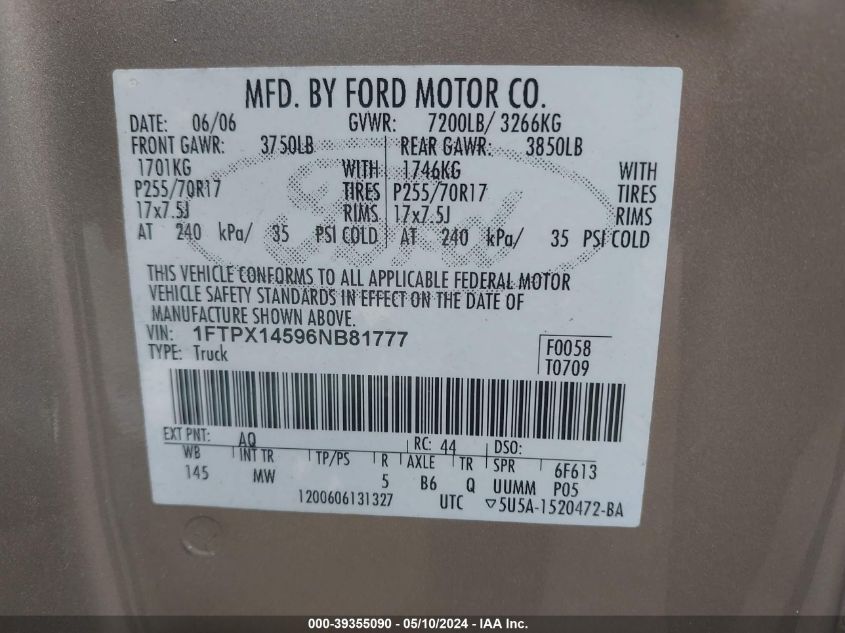 MFD. BY FORD MOTOR CO.
DATE: 06/06 GVWR: 7200LB/ 3266KG
FRONT GAWR: 3750LB REAR GAWR: 3850LB
1701KG WITH 1746KG WITH
P255/70R17 TIRES P255/70R17 TIRES
17x7.5J RIMS 17x7.5J RIMS
AT 240 kPa/ 35 PSI COLD AT 240 kPa/ 35 PSI COLD
Ford
THIS VEHICLE CONFORMS TO ALL APPLICABLE FEDERAL MOTOR
VEHICLE SAFETY STANDARDS IN EFFECT ON THE DATE OF
MANUFACTURE SHOWN ABOVE.
VIN: 1FTPX14596NB81777
TYPE: Truck
F0058
T0709
EXT PNT: AQ RC: 44 DSO:
WB INT TR TP/PS R AXLE TR SPR 6F613
145 MW 5 B6 Q UUMM P05
1200606131327 UTC ▽5U5A-1520472-BA
000-39355090 - 05/10/2024 - IAA Inc.